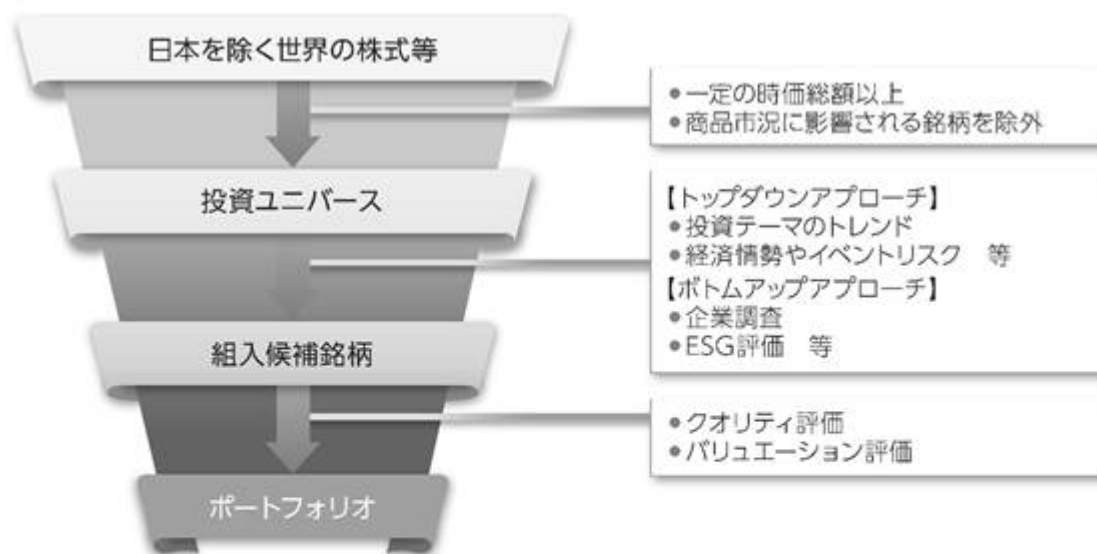 日本を除く世界の株式等
●一定の時価総額以上
●商品市況に影響される銘柄を除外
投資ユニバース
【トップダウンアプローチ】
●投資テーマのトレンド
●経済情勢やイベントリスク　等
【ボトムアップアプローチ】
●企業調査
●ESG評価　等
組入候補銘柄
●クオリティ評価
●バリュエーション評価
ポートフォリオ